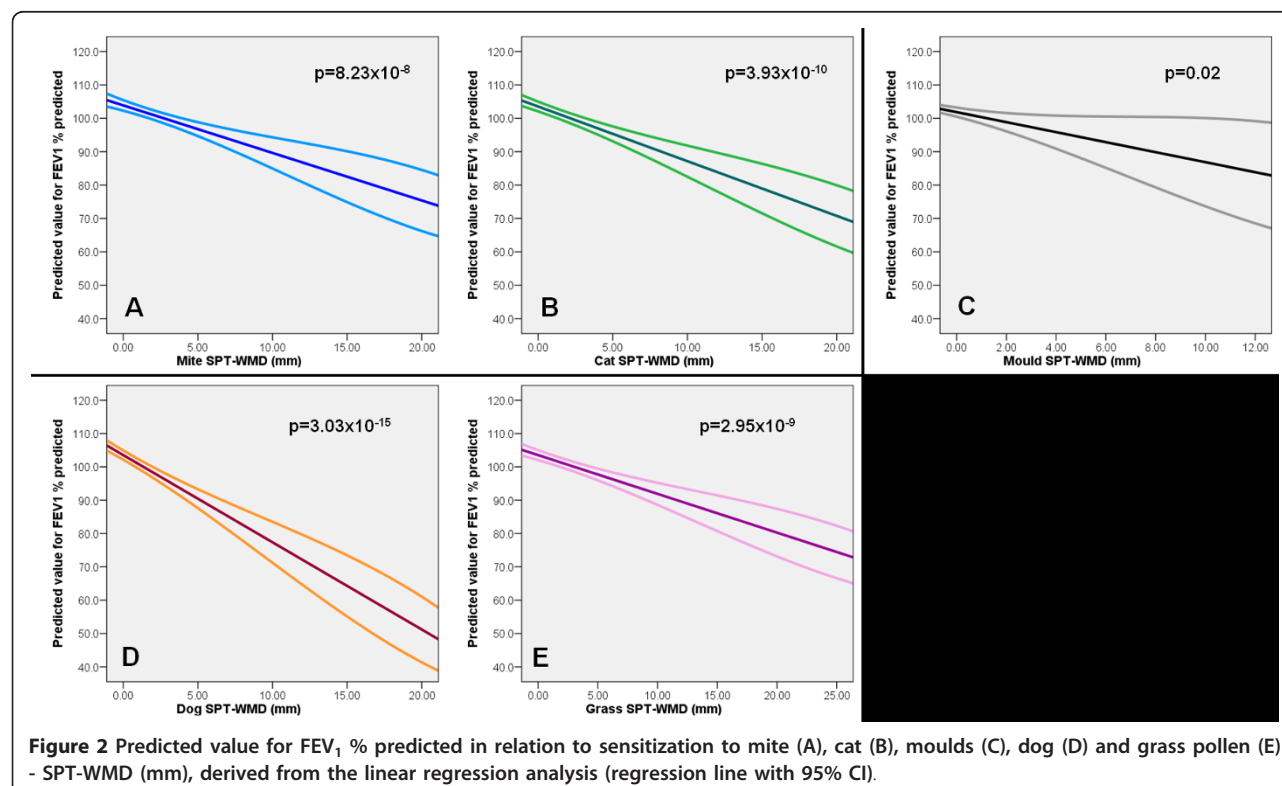 120.0
110.0
100.0
90.0
80.0
70.0
60.0
50.0
40.0
Predicted value for FEV1 % predicted
p=8.23x10⁻⁸
A
0.00 5.00 10.00 15.00 20.00
Mite SPT-WMD (mm)
120.0
110.0
100.0
90.0
80.0
70.0
60.0
50.0
40.0
Predicted value for FEV1 % predicted
p=3.93x10⁻¹⁰
B
0.00 5.00 10.00 15.00 20.00
Cat SPT-WMD (mm)
120.0
110.0
100.0
90.0
80.0
70.0
60.0
50.0
40.0
Predicted value for FEV1 % predicted
p=0.02
C
0.00 2.00 4.00 6.00 8.00 10.00 12.00
Mould SPT-WMD (mm)
120.0
110.0
100.0
90.0
80.0
70.0
60.0
50.0
40.0
Predicted value for FEV1 % predicted
p=3.03x10⁻¹⁵
D
0.00 5.00 10.00 15.00 20.00
Dog SPT-WMD (mm)
120.0
110.0
100.0
90.0
80.0
70.0
60.0
50.0
40.0
Predicted value for FEV1 % predicted
p=2.95x10⁻⁹
E
0.00 5.00 10.00 15.00 20.00 25.00
Grass SPT-WMD (mm)
Figure 2 Predicted value for FEV₁ % predicted in relation to sensitization to mite (A), cat (B), moulds (C), dog (D) and grass pollen (E)
- SPT-WMD (mm), derived from the linear regression analysis (regression line with 95% CI).